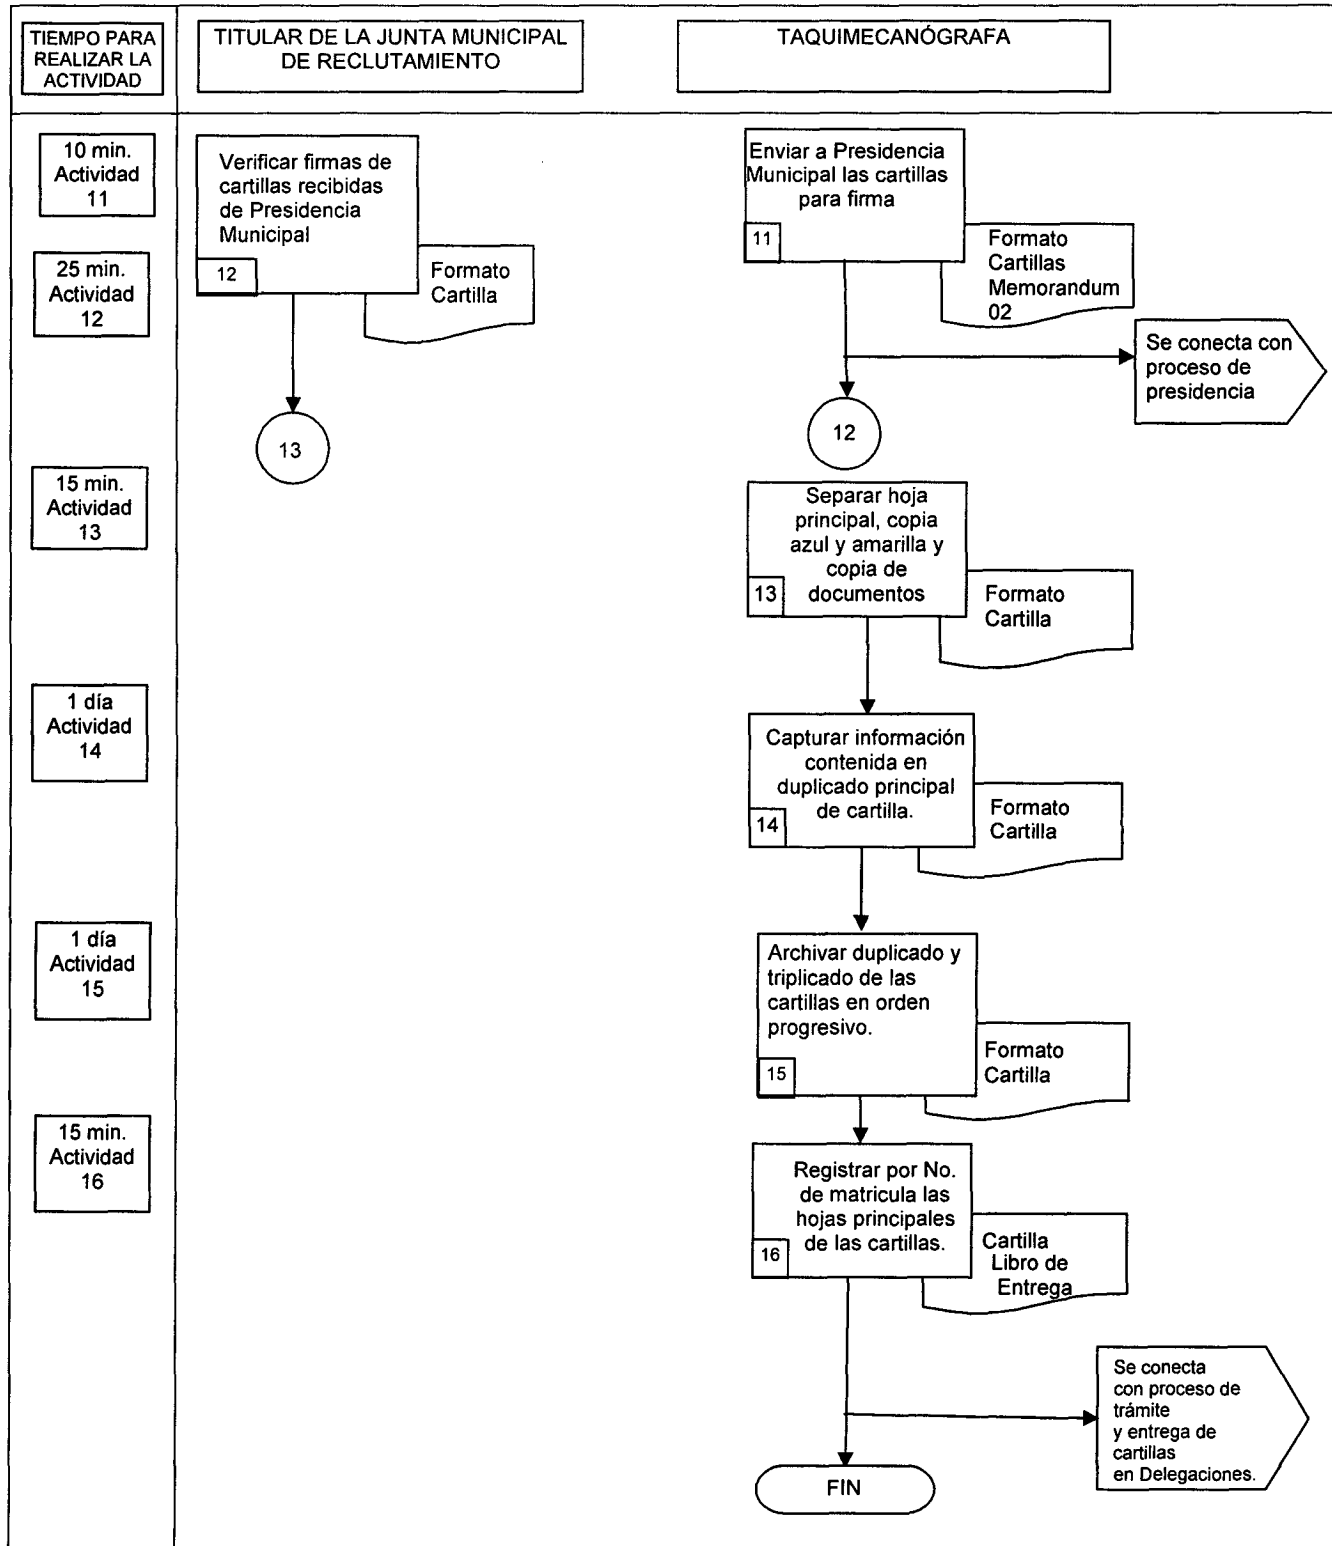 TIEMPO PARA
REALIZAR LA
ACTIVIDAD
TITULAR DE LA JUNTA MUNICIPAL
DE RECLUTAMIENTO
TAQUIMECANÓGRAFA
10 min.
Actividad
11
Verificar firmas de
cartillas recibidas
de Presidencia
Municipal
12
Formato
Cartilla
13
Enviar a Presidencia
Municipal las cartillas
para firma
11
Formato
Cartillas
Memorandum
02
25 min.
Actividad
12
Se conecta con
proceso de
presidencia
12
15 min.
Actividad
13
Separar hoja
principal, copia
azul y amarilla y
copia de
documentos
13
Formato
Cartilla
1 día
Actividad
14
Capturar información
contenida en
duplicado principal
de cartilla.
14
Formato
Cartilla
1 día
Actividad
15
Archivar duplicado y
triplicado de las
cartillas en orden
progresivo.
15
Formato
Cartilla
15 min.
Actividad
16
Registrar por No.
de matricula las
hojas principales
de las cartillas.
16
Cartilla
Libro de
Entrega
Se conecta
con proceso de
trámite
y entrega de
cartillas
en Delegaciones.
FIN